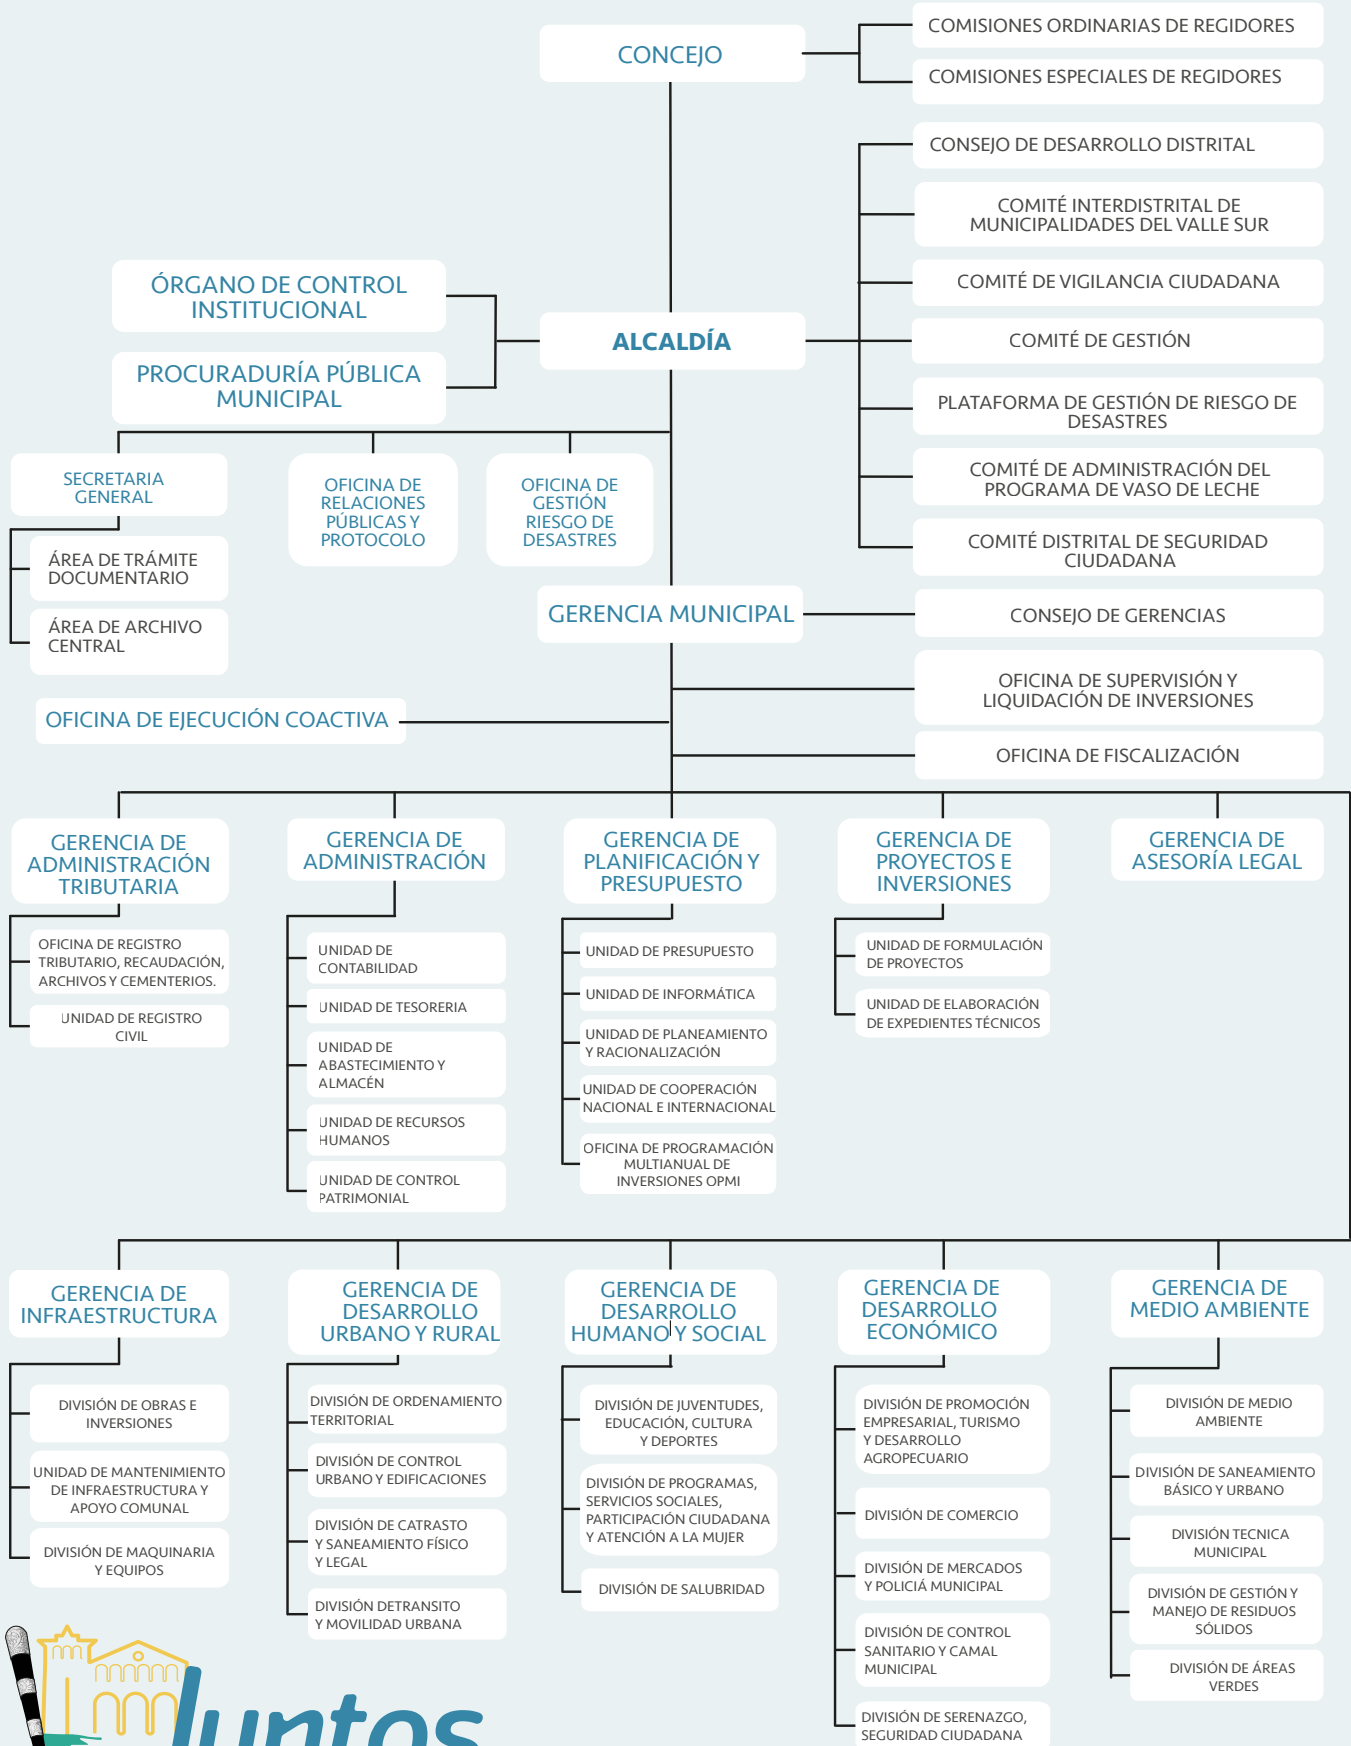 CONCEJO
COMISIONES ORDINARIAS DE REGIDORES
COMISIONES ESPECIALES DE REGIDORES
CONSEJO DE DESARROLLO DISTRITAL
COMITÉ INTERDISTRITAL DE
MUNICIPALIDADES DEL VALLE SUR
COMITÉ DE VIGILANCIA CIUDADANA
COMITÉ DE GESTIÓN
PLATAFORMA DE GESTIÓN DE RIESGO DE
DESASTRES
COMITÉ DE ADMINISTRACIÓN DEL
PROGRAMA DE VASO DE LECHE
COMITÉ DISTRITAL DE SEGURIDAD
CIUDADANA
ÓRGANO DE CONTROL
INSTITUCIONAL
PROCURADURÍA PÚBLICA
MUNICIPAL
ALCALDÍA
SECRETARIA
GENERAL
ÁREA DE TRÁMITE
DOCUMENTARIO
ÁREA DE ARCHIVO
CENTRAL
OFICINA DE
RELACIONES
PÚBLICAS Y
PROTOCOLO
OFICINA DE
GESTIÓN
RIESGO DE
DESASTRES
GERENCIA MUNICIPAL
CONSEJO DE GERENCIAS
OFICINA DE SUPERVISIÓN Y
LIQUIDACIÓN DE INVERSIONES
OFICINA DE EJECUCIÓN COACTIVA
OFICINA DE FISCALIZACIÓN
GERENCIA DE
ADMINISTRACIÓN
TRIBUTARIA
OFICINA DE REGISTRO
TRIBUTARIO, RECAUDACIÓN,
ARCHIVOS Y CEMENTERIOS.
UNIDAD DE REGISTRO
CIVIL
GERENCIA DE
ADMINISTRACIÓN
UNIDAD DE
CONTABILIDAD
UNIDAD DE TESORERIA
UNIDAD DE
ABASTECIMIENTO Y
ALMACÉN
UNIDAD DE RECURSOS
HUMANOS
UNIDAD DE CONTROL
PATRIMONIAL
GERENCIA DE
PLANIFICACIÓN Y
PRESUPUESTO
UNIDAD DE PRESUPUESTO
UNIDAD DE INFORMÁTICA
UNIDAD DE PLANEAMIENTO
Y RACIONALIZACIÓN
UNIDAD DE COOPERACIÓN
NACIONAL E INTERNACIONAL
OFICINA DE PROGRAMACIÓN
MULTIANUAL DE
INVERSIONES OPMI
GERENCIA DE
PROYECTOS E
INVERSIONES
UNIDAD DE FORMULACIÓN
DE PROYECTOS
UNIDAD DE ELABORACIÓN
DE EXPEDIENTES TÉCNICOS
GERENCIA DE
ASESORÍA LEGAL
GERENCIA DE
INFRAESTRUCTURA
DIVISIÓN DE OBRAS E
INVERSIONES
UNIDAD DE MANTENIMIENTO
DE INFRAESTRUCTURA Y
APOYO COMUNAL
DIVISIÓN DE MAQUINARIA
Y EQUIPOS
GERENCIA DE
DESARROLLO
URBANO Y RURAL
DIVISIÓN DE ORDENAMIENTO
TERRITORIAL
DIVISIÓN DE CONTROL
URBANO Y EDIFICACIONES
DIVISIÓN DE CATRASTO
Y SANEAMIENTO FÍSICO
Y LEGAL
DIVISIÓN DETRANSITO
Y MOVILIDAD URBANA
GERENCIA DE
DESARROLLO
HUMANO Y SOCIAL
DIVISIÓN DE JUVENTUDES,
EDUCACIÓN, CULTURA
Y DEPORTES
DIVISIÓN DE PROGRAMAS,
SERVICIOS SOCIALES,
PARTICIPACIÓN CIUDADANA
Y ATENCIÓN A LA MUJER
DIVISIÓN DE SALUBRIDAD
GERENCIA DE
DESARROLLO
ECONÓMICO
DIVISIÓN DE PROMOCIÓN
EMPRESARIAL, TURISMO
Y DESARROLLO
AGROPECUARIO
DIVISIÓN DE COMERCIO
DIVISIÓN DE MERCADOS
Y POLICIÁ MUNICIPAL
DIVISIÓN DE CONTROL
SANITARIO Y CAMAL
MUNICIPAL
DIVISIÓN DE SERENAZGO,
SEGURIDAD CIUDADANA
GERENCIA DE
MEDIO AMBIENTE
DIVISIÓN DE MEDIO
AMBIENTE
DIVISIÓN DE SANEAMIENTO
BÁSICO Y URBANO
DIVISIÓN TECNICA
MUNICIPAL
DIVISIÓN DE GESTIÓN Y
MANEJO DE RESIDUOS
SÓLIDOS
DIVISIÓN DE ÁREAS
VERDES
Juntos